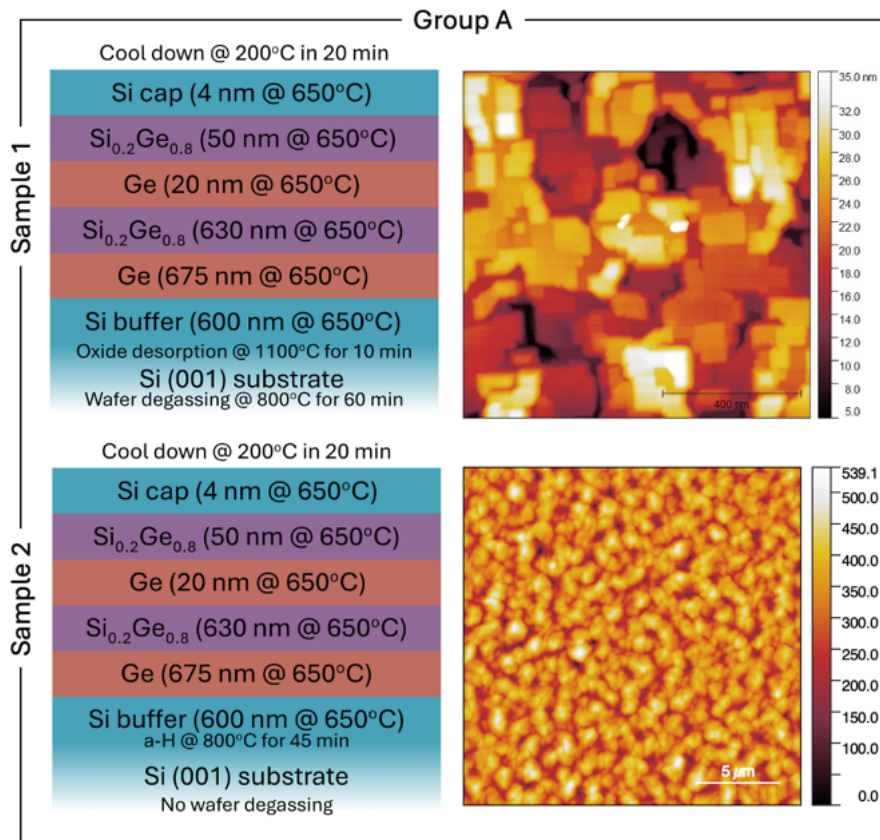 Group A
Sample 1
Cool down @ 200°C in 20 min
Si cap (4 nm @ 650°C)
Si₀.₂Ge₀.₈ (50 nm @ 650°C)
Ge (20 nm @ 650°C)
Si₀.₂Ge₀.₈ (630 nm @ 650°C)
Ge (675 nm @ 650°C)
Si buffer (600 nm @ 650°C)
Oxide desorption @ 1100°C for 10 min
Si (001) substrate
Wafer degassing @ 800°C for 60 min
400 nm
35.0 nm
32.0
30.0
28.0
26.0
24.0
22.0
20.0
18.0
16.0
14.0
12.0
10.0
8.0
5.0
Sample 2
Cool down @ 200°C in 20 min
Si cap (4 nm @ 650°C)
Si₀.₂Ge₀.₈ (50 nm @ 650°C)
Ge (20 nm @ 650°C)
Si₀.₂Ge₀.₈ (630 nm @ 650°C)
Ge (675 nm @ 650°C)
Si buffer (600 nm @ 650°C)
a-H @ 800°C for 45 min
Si (001) substrate
No wafer degassing
5 µm
539.1
500.0
450.0
400.0
350.0
300.0
250.0
200.0
150.0
100.0
0.0